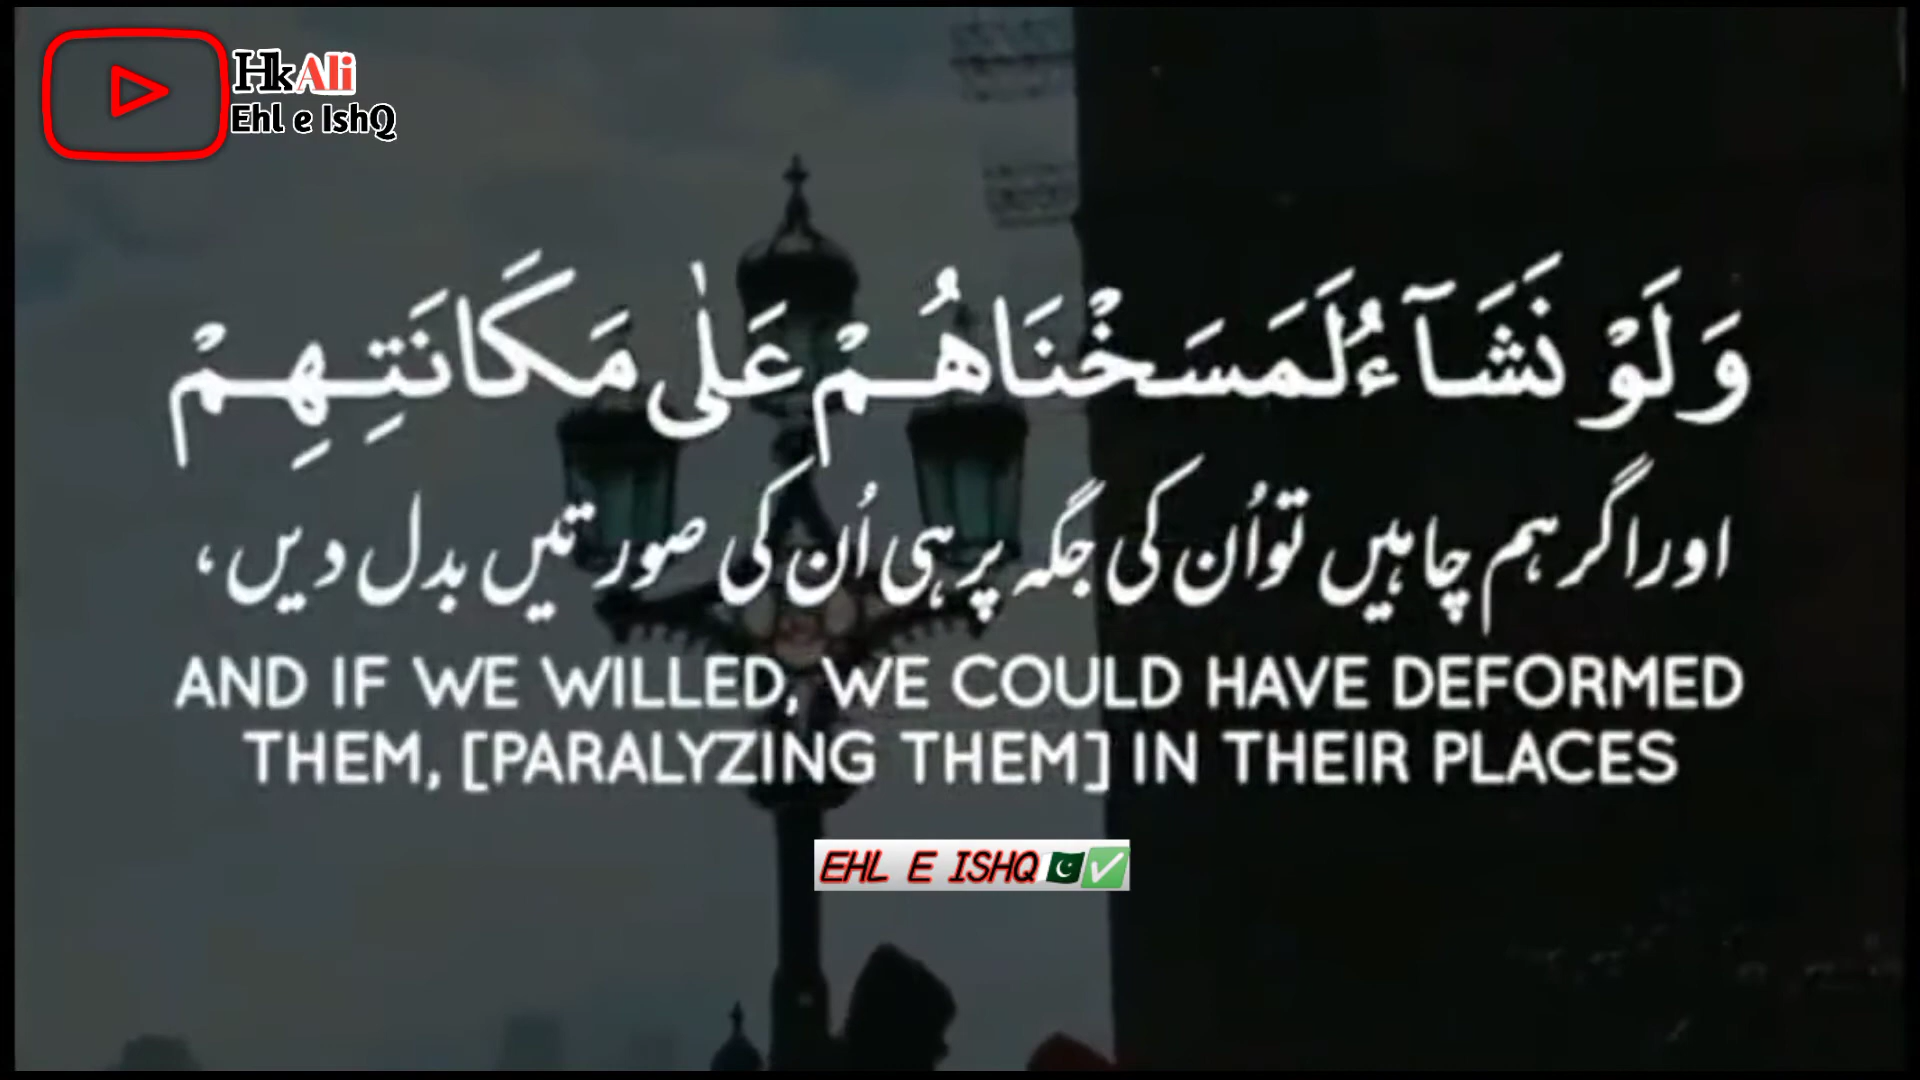 HkAli
Ehl e IshQ
وَلَوْ نَشَآءُ لَمَسَخْنَاهُمْ عَلٰى مَكَانَتِهِمْ
اور اگر ہم چاہیں تو اُن کی جگہ پر ہی اُن کی صورتیں بدل دیں،
AND IF WE WILLED, WE COULD HAVE DEFORMED
THEM, [PARALYZING THEM] IN THEIR PLACES
EHL E ISHQ🇵🇰✅